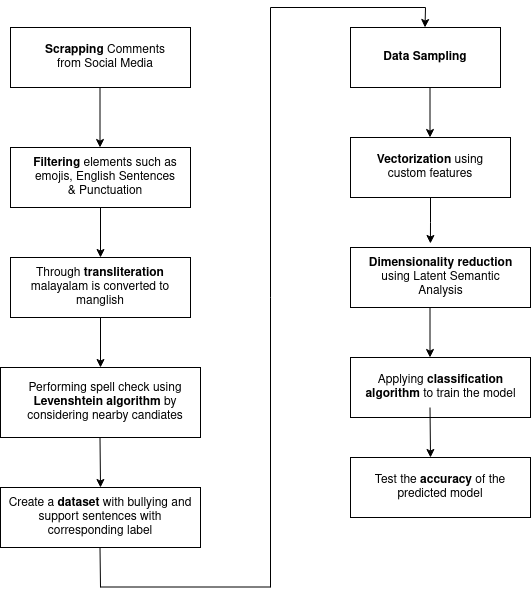 Scrapping Comments
from Social Media
Filtering elements such as
emojis, English Sentences
& Punctuation
Through transliteration
malayalam is converted to
manglish
Performing spell check using
Levenshtein algorithm by
considering nearby candiates
Create a dataset with bullying and
support sentences with
corresponding label
Data Sampling
Vectorization using
custom features
Dimensionality reduction
using Latent Semantic
Analysis
Applying classification
algorithm to train the model
Test the accuracy of the
predicted model